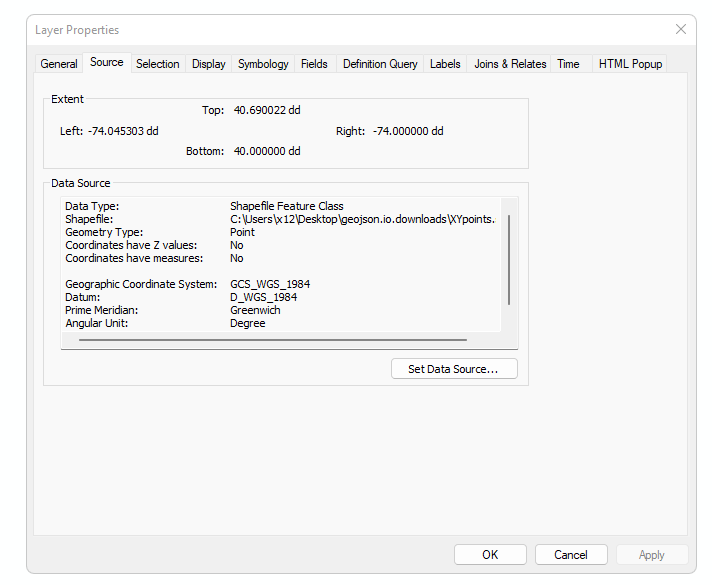 Layer Properties
General Source Selection Display Symbology Fields Definition Query Labels Joins & Relates Time HTML Popup
Extent
Top: 40.690022 dd
Left: -74.045303 dd Right: -74.000000 dd
Bottom: 40.000000 dd
Data Source
Data Type: Shapefile Feature Class
Shapefile: C:\Users\x12\Desktop\geojson.io.downloads\XYpoints.
Geometry Type: Point
Coordinates have Z values: No
Coordinates have measures: No
Geographic Coordinate System: GCS_WGS_1984
Datum: D_WGS_1984
Prime Meridian: Greenwich
Angular Unit: Degree
Set Data Source...
OK Cancel Apply